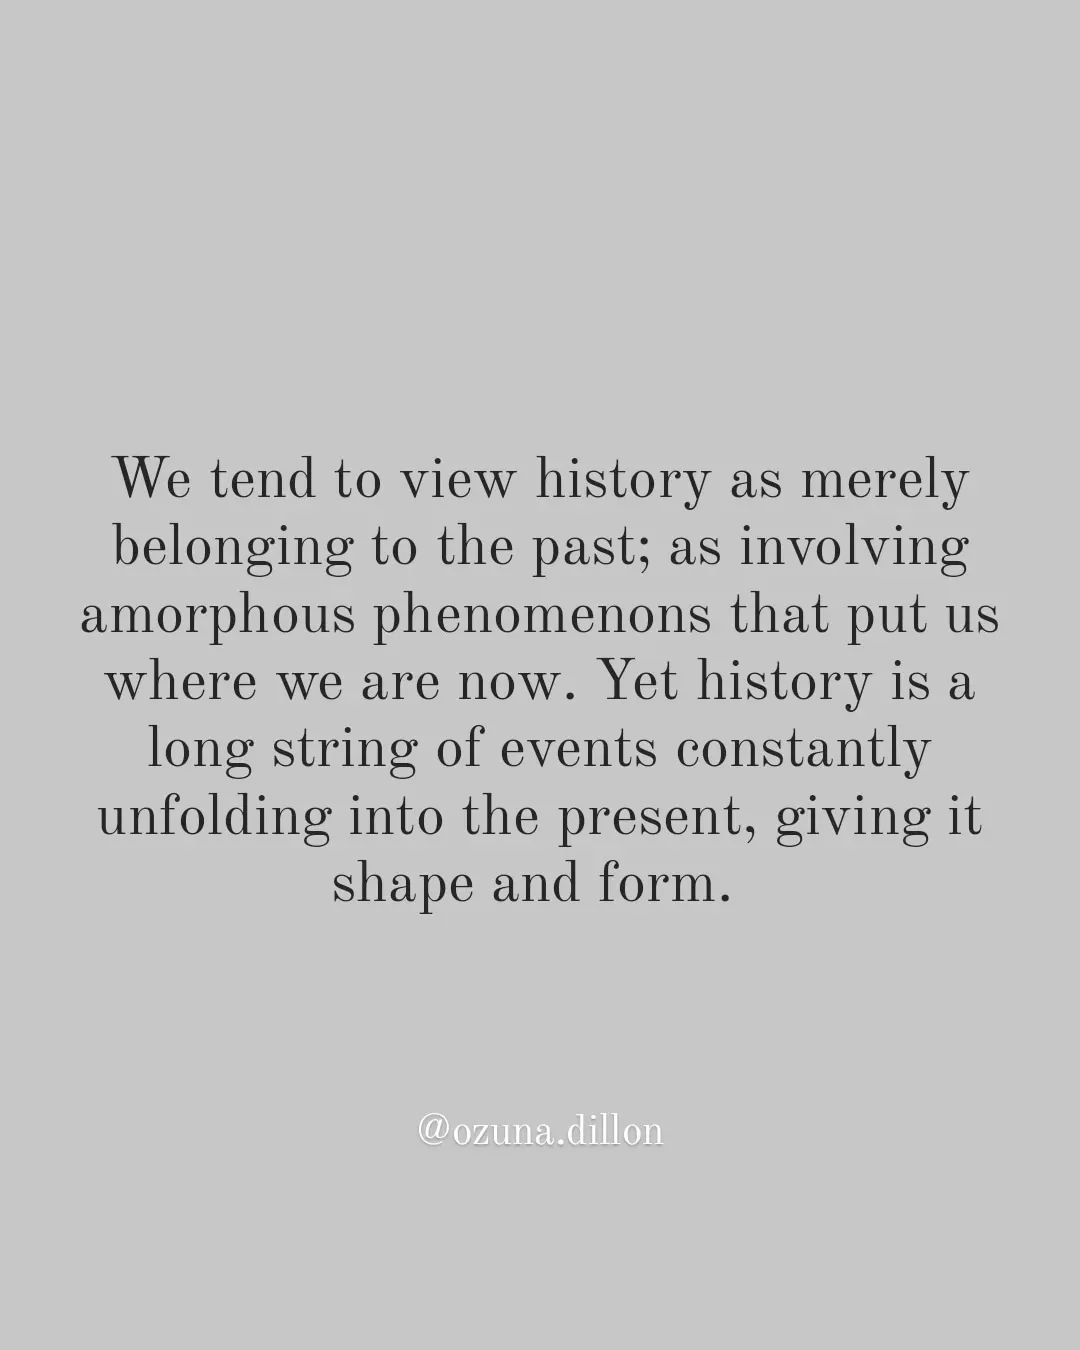 We tend to view history as merely
belonging to the past; as involving
amorphous phenomenons that put us
where we are now. Yet history is a
long string of events constantly
unfolding into the present, giving it
shape and form.
@ozuna.dillon